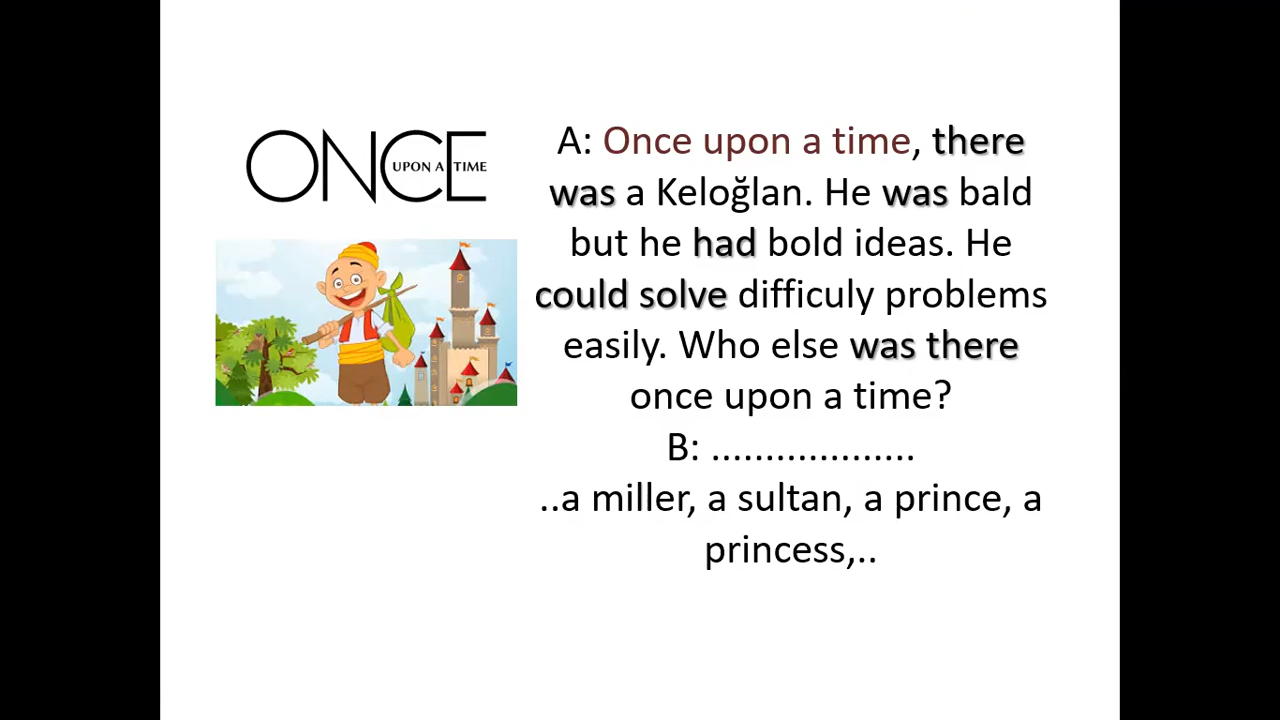 ONCE
UPON A TIME
A: Once upon a time, there
was a Keloğlan. He was bald
but he had bold ideas. He
could solve difficuly problems
easily. Who else was there
once upon a time?
B: ...................
..a miller, a sultan, a prince, a
princess,..